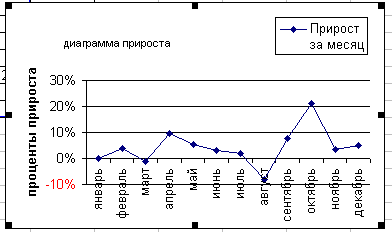 Прирост
за месяц
диаграмма прироста
проценты прироста
30%
20%
10%
0%
-10%
январь
февраль
март
апрель
май
июнь
июль
август
сентябрь
октябрь
ноябрь
декабрь